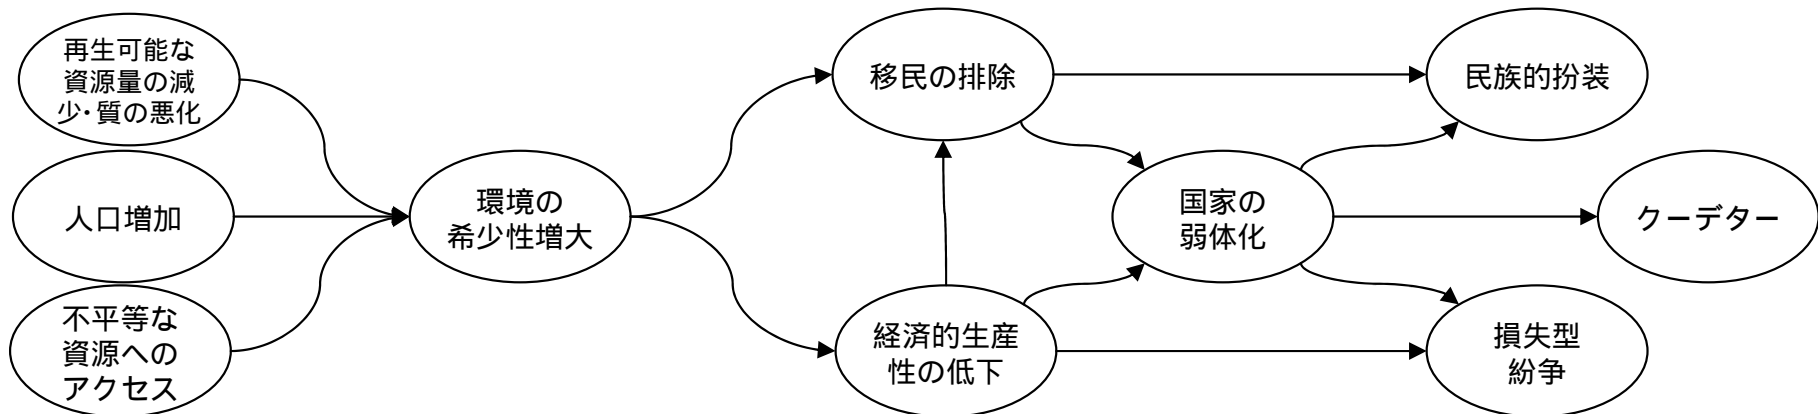 再生可能な
資源量の減
少・質の悪化
人口増加
不平等な
資源への
アクセス
環境の
希少性増大
移民の排除
経済的生産
性の低下
国家の
弱体化
民族的扮装
クーデター
損失型
紛争